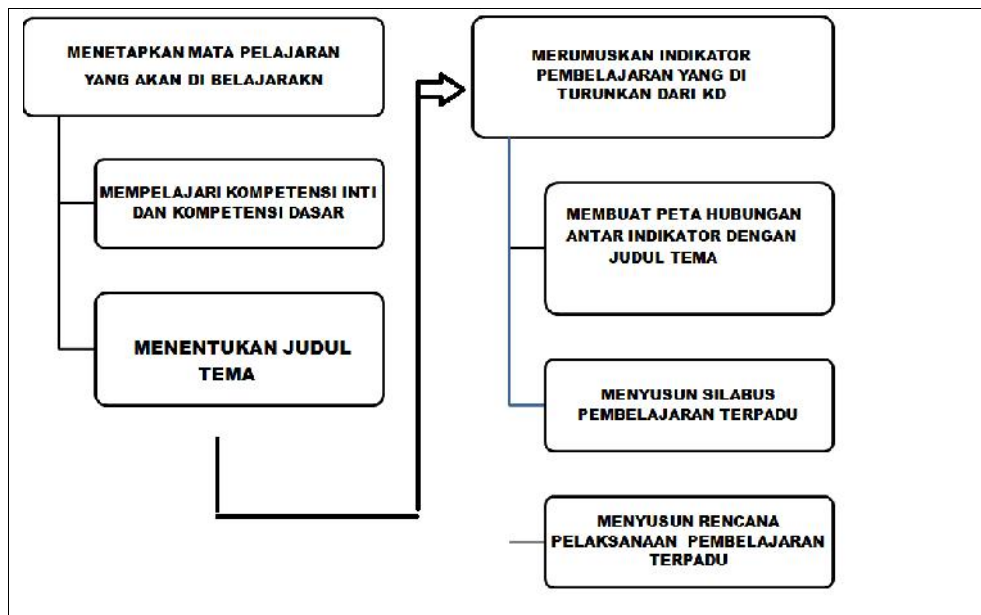 MENETAPKAN MATA PELAJARAN
YANG AKAN DI BELAJARAKN
MEMPELAJARI KOMPETENSI INTI
DAN KOMPETENSI DASAR
MENENTUKAN JUDUL
TEMA
MERUMUSKAN INDIKATOR
PEMBELAJARAN YANG DI
TURUNKAN DARI KD
MEMBUAT PETA HUBUNGAN
ANTAR INDIKATOR DENGAN
JUDUL TEMA
MENYUSUN SILABUS
PEMBELAJARAN TERPADU
MENYUSUN RENCANA
PELAKSANAAN PEMBELAJARAN
TERPADU